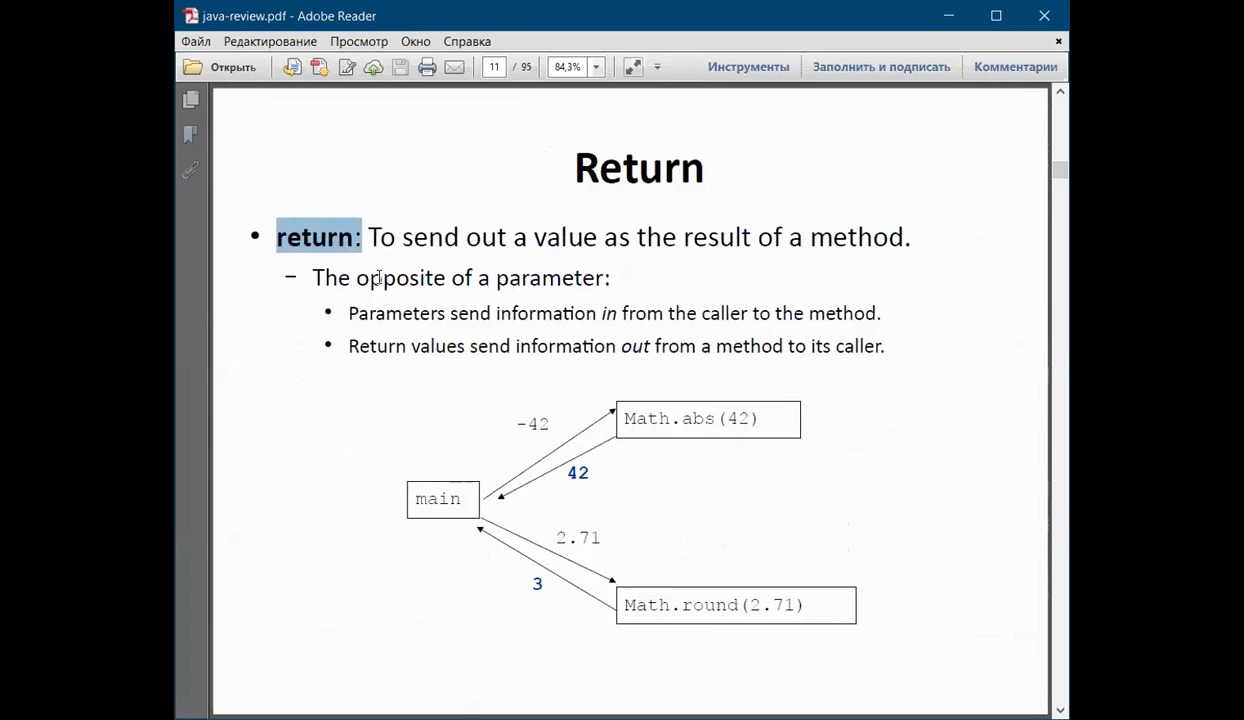 java-review.pdf - Adobe Reader
Файл Редактирование Просмотр Окно Справка
Открыть 11 / 95 84,3% Инструменты Заполнить и подписать Комментарии
Return
• return: To send out a value as the result of a method.
– The opposite of a parameter:
• Parameters send information in from the caller to the method.
• Return values send information out from a method to its caller.
-42
Math.abs(42)
42
main
2.71
3
Math.round(2.71)